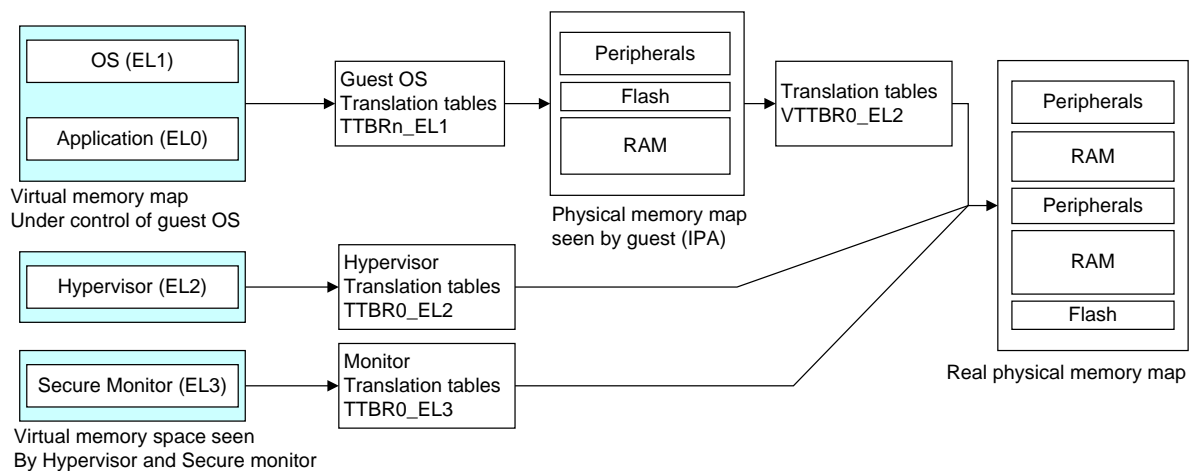 OS (EL1)
Application (EL0)
Virtual memory map
Under control of guest OS
Guest OS
Translation tables
TTBRn_EL1
Peripherals
Flash
RAM
Physical memory map
seen by guest (IPA)
Translation tables
VTTBR0_EL2
Peripherals
RAM
Peripherals
RAM
Flash
Real physical memory map
Hypervisor (EL2)
Hypervisor
Translation tables
TTBR0_EL2
Secure Monitor (EL3)
Monitor
Translation tables
TTBR0_EL3
Virtual memory space seen
By Hypervisor and Secure monitor